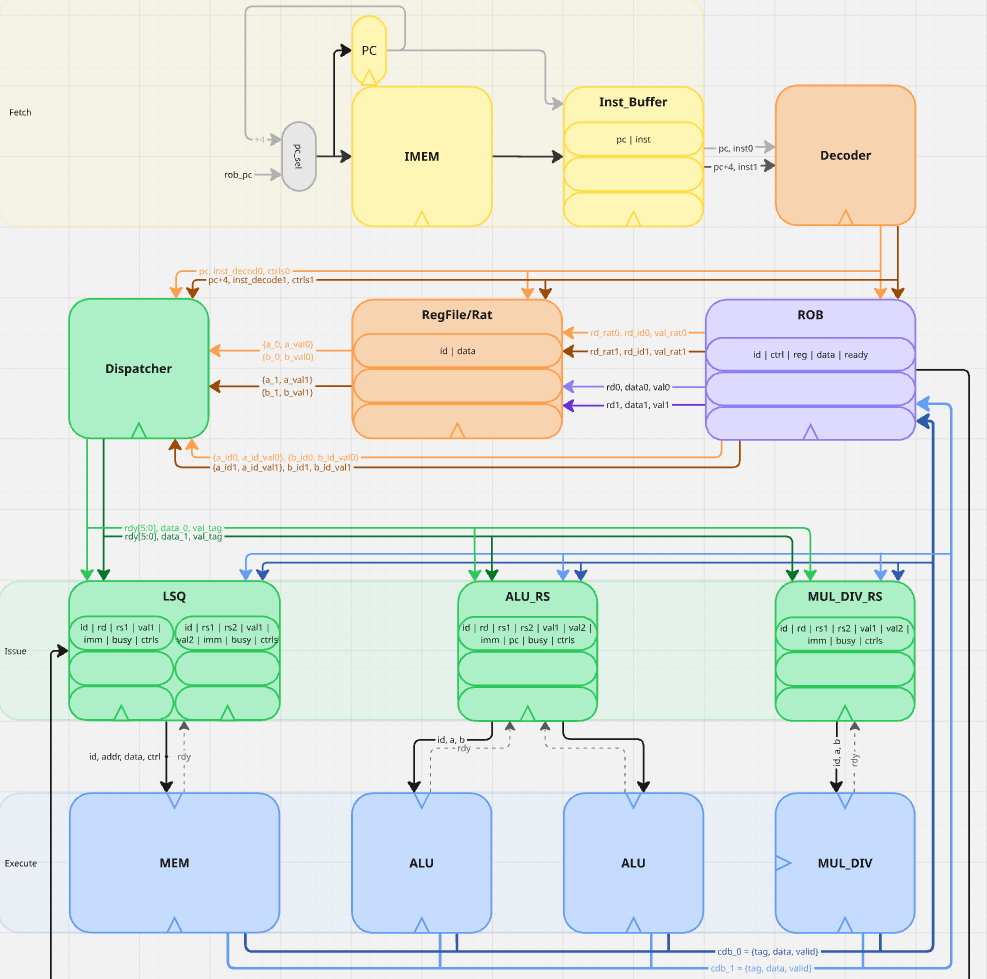 PC
Inst_Buffer
Fetch
pc | inst
+4
pc_sel
IMEM
Decoder
pc, inst0
pc+4, inst1
rob_pc
pc, inst_decod0, ctrls0
pc+4, inst_decode1, ctrls1
RegFile/Rat
ROB
rd_rat0, rd_id0, val_rat0
{a_0, a_val0}
{b_0, b_val0}
id | data
rd_rat1, rd_id1, val_rat1
id | ctrl | reg | data | ready
Dispatcher
{a_1, a_val1}
{b_1, b_val1}
rd0, data0, val0
rd1, data1, val1
{a_id0, a_id_val0}, {b_id0, b_id_val0}
{a_id1, a_id_val1}, b_id1, b_id_val1
rdy[5:0], data_0, val_tag
rdy[5:0], data_1, val_tag
LSQ
ALU_RS
MUL_DIV_RS
id | rd | rs1 | val1 |
imm | busy | ctrls
id | rs1 | rs2 | val1 |
val2 | imm | busy | ctrls
id | rd | rs1 | rs2 | val1 | val2 |
imm | pc | busy | ctrls
id | rd | rs1 | rs2 | val1 | val2 |
imm | busy | ctrls
Issue
id, addr, data, ctrl
rdy
id, a, b
rdy
id, a, b
rdy
Execute
MEM
ALU
ALU
MUL_DIV
cdb_0 = {tag, data, valid}
cdb_1 = {tag, data, valid}